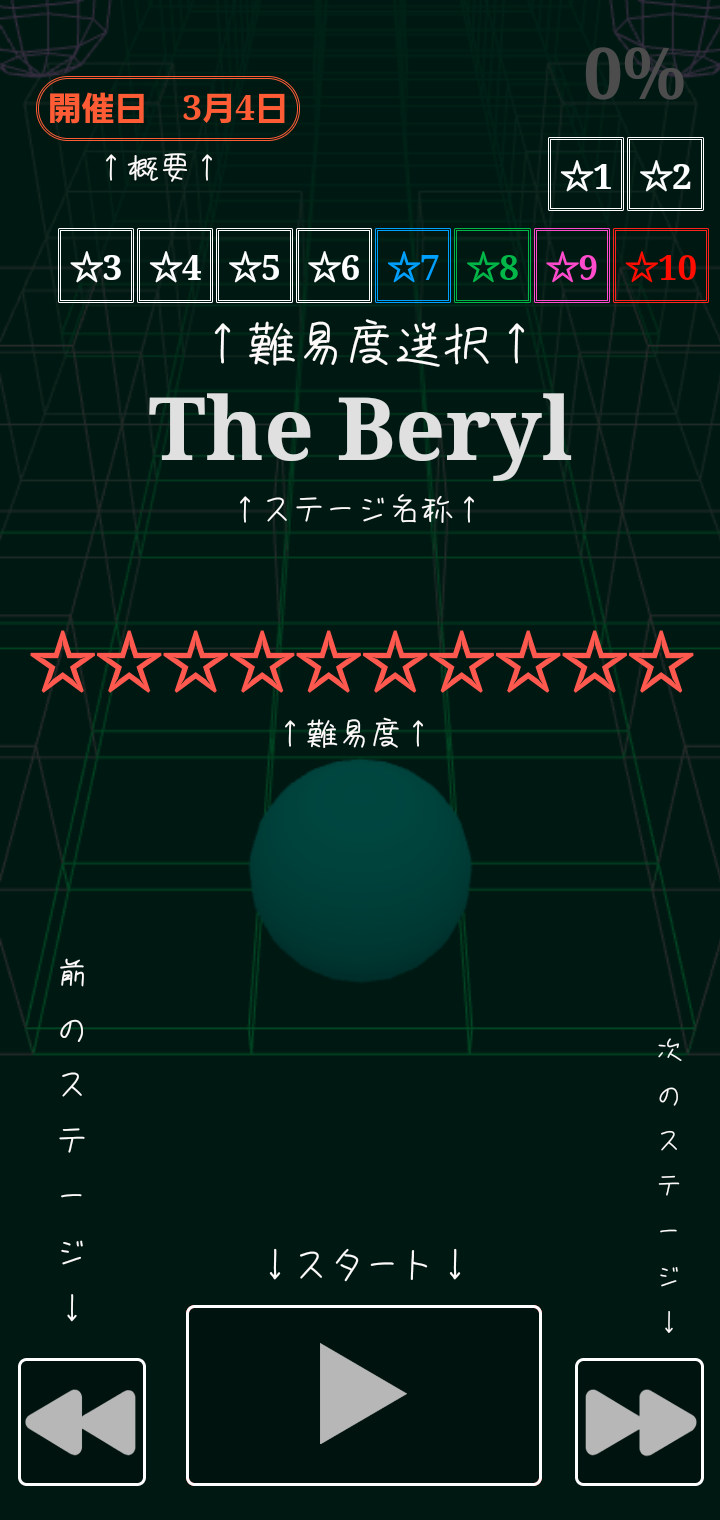 0%
開催日　3月4日
↑概要↑
☆1 ☆2
☆3 ☆4 ☆5 ☆6 ☆7 ☆8 ☆9 ☆10
↑難易度選択↑
The Beryl
↑ステージ名称↑
☆☆☆☆☆☆☆☆☆☆
↑難易度↑
前のステージ↓
次のステージ↓
↓スタート↓